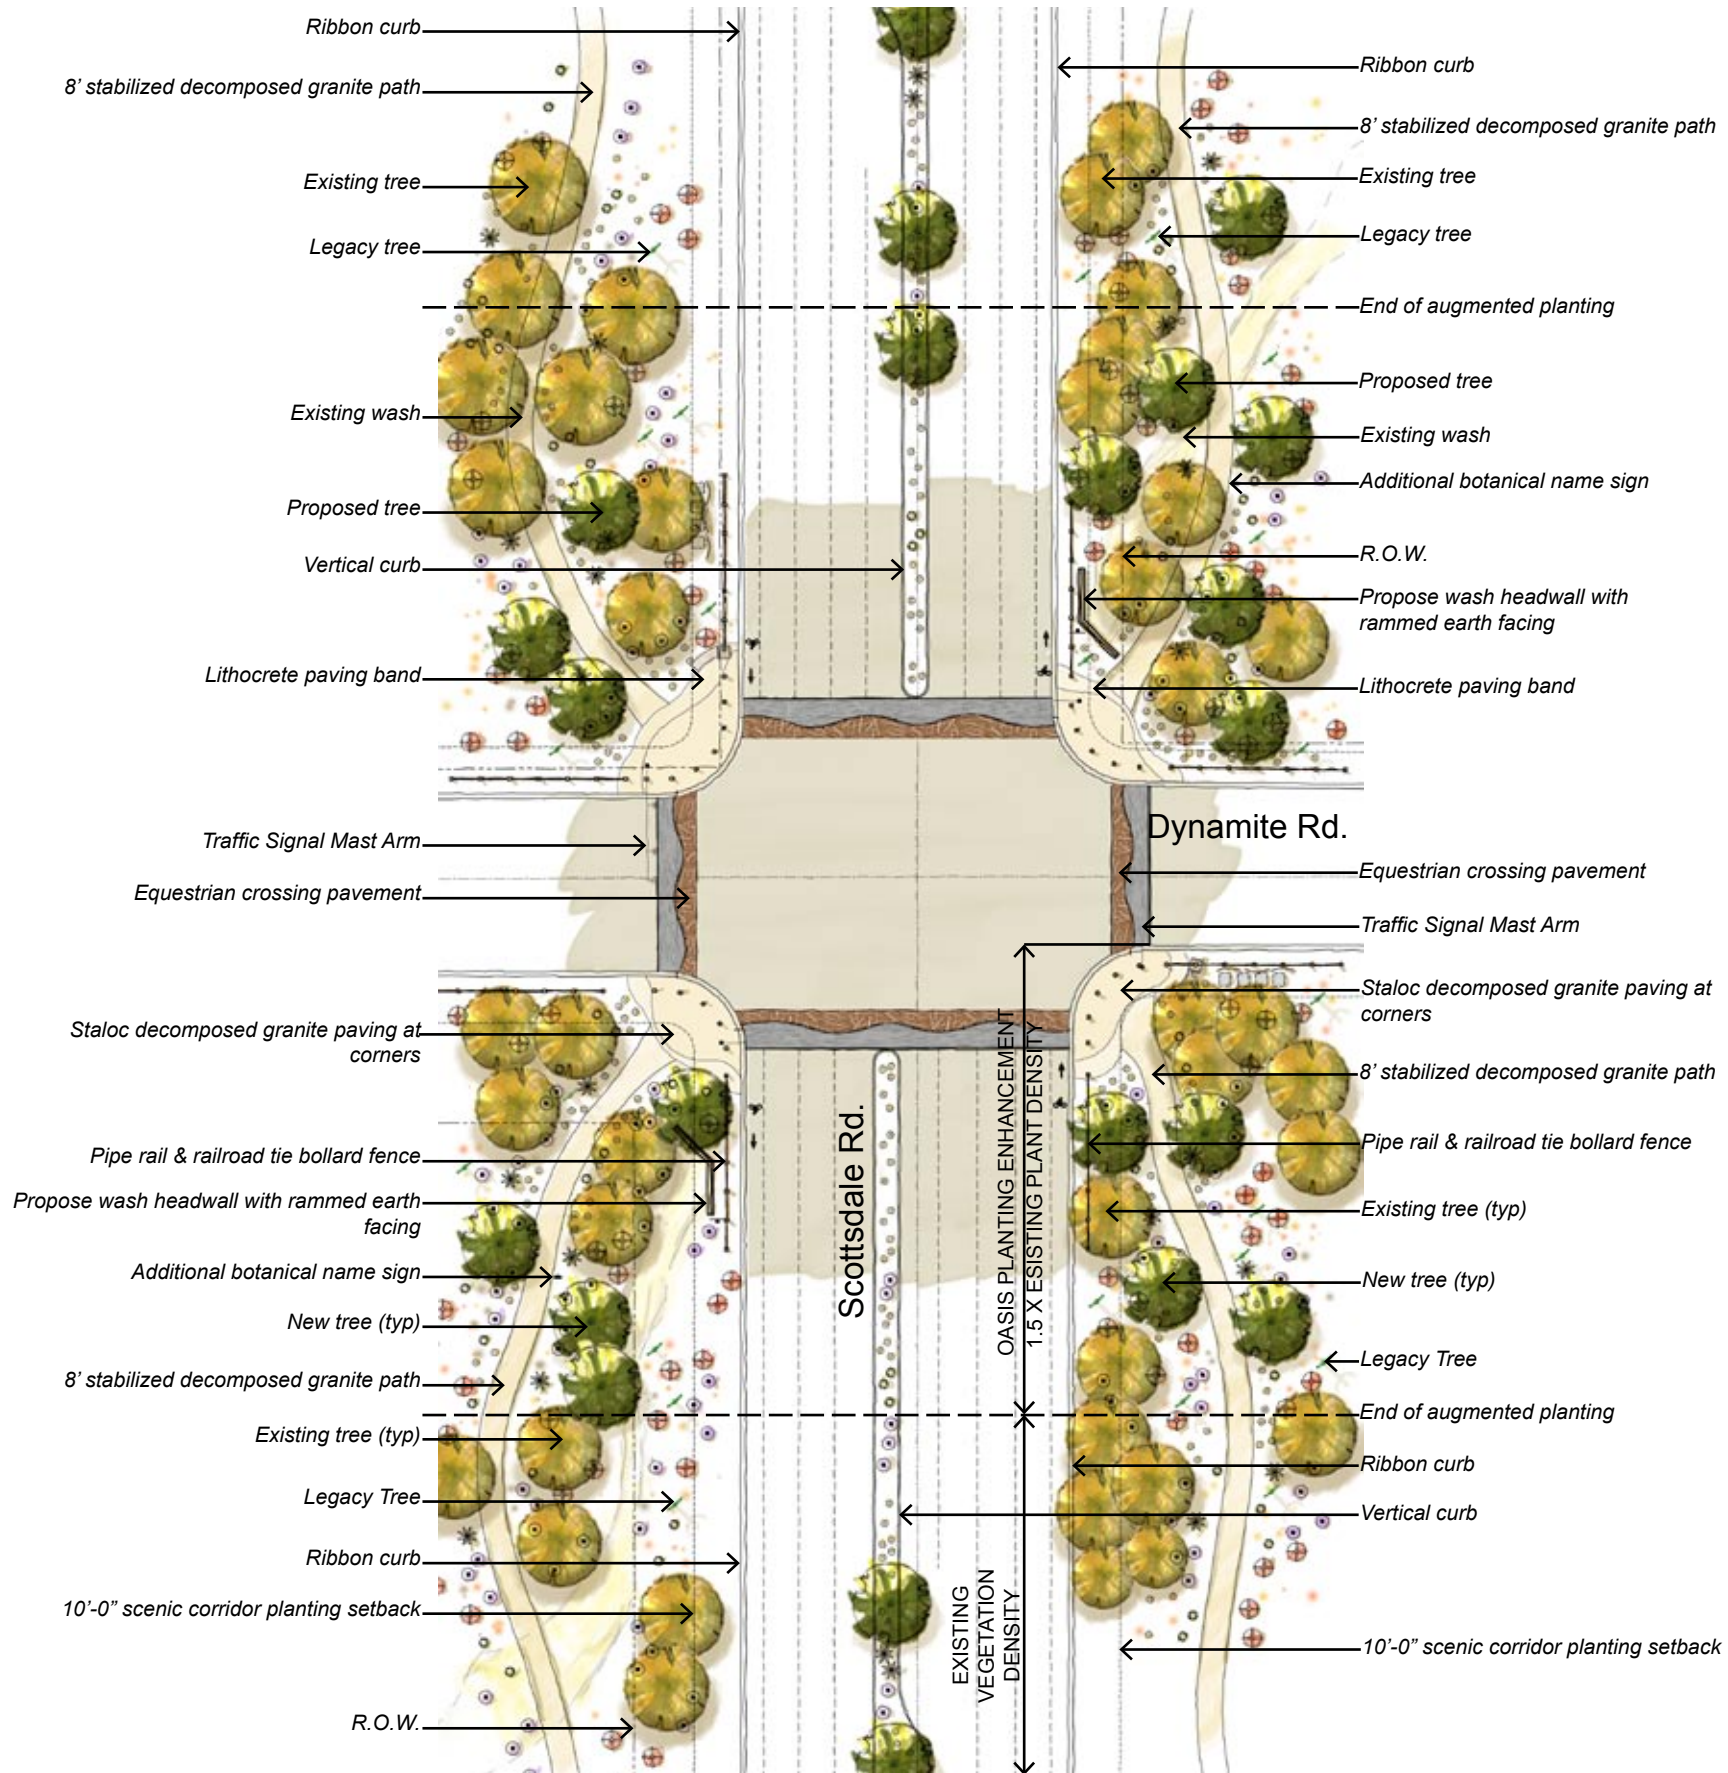 Ribbon curb
8' stabilized decomposed granite path
Existing tree
Legacy tree
Existing wash
Proposed tree
Vertical curb
Lithocrete paving band
Traffic Signal Mast Arm
Equestrian crossing pavement
Staloc decomposed granite paving at
corners
Pipe rail & railroad tie bollard fence
Propose wash headwall with rammed earth
facing
Additional botanical name sign
New tree (typ)
8' stabilized decomposed granite path
Existing tree (typ)
Legacy Tree
Ribbon curb
10'-0" scenic corridor planting setback
R.O.W.
Scottsdale Rd.
OASIS PLANTING ENHANCEMENT
1.5 X ESISTING PLANT DENSITY
EXISTING
VEGETATION
DENSITY
Ribbon curb
8' stabilized decomposed granite path
Existing tree
Legacy tree
End of augmented planting
Proposed tree
Existing wash
Additional botanical name sign
R.O.W.
Propose wash headwall with
rammed earth facing
Lithocrete paving band
Dynamite Rd.
Equestrian crossing pavement
Traffic Signal Mast Arm
Staloc decomposed granite paving at
corners
8' stabilized decomposed granite path
Pipe rail & railroad tie bollard fence
Existing tree (typ)
New tree (typ)
Legacy Tree
End of augmented planting
Ribbon curb
Vertical curb
10'-0" scenic corridor planting setback